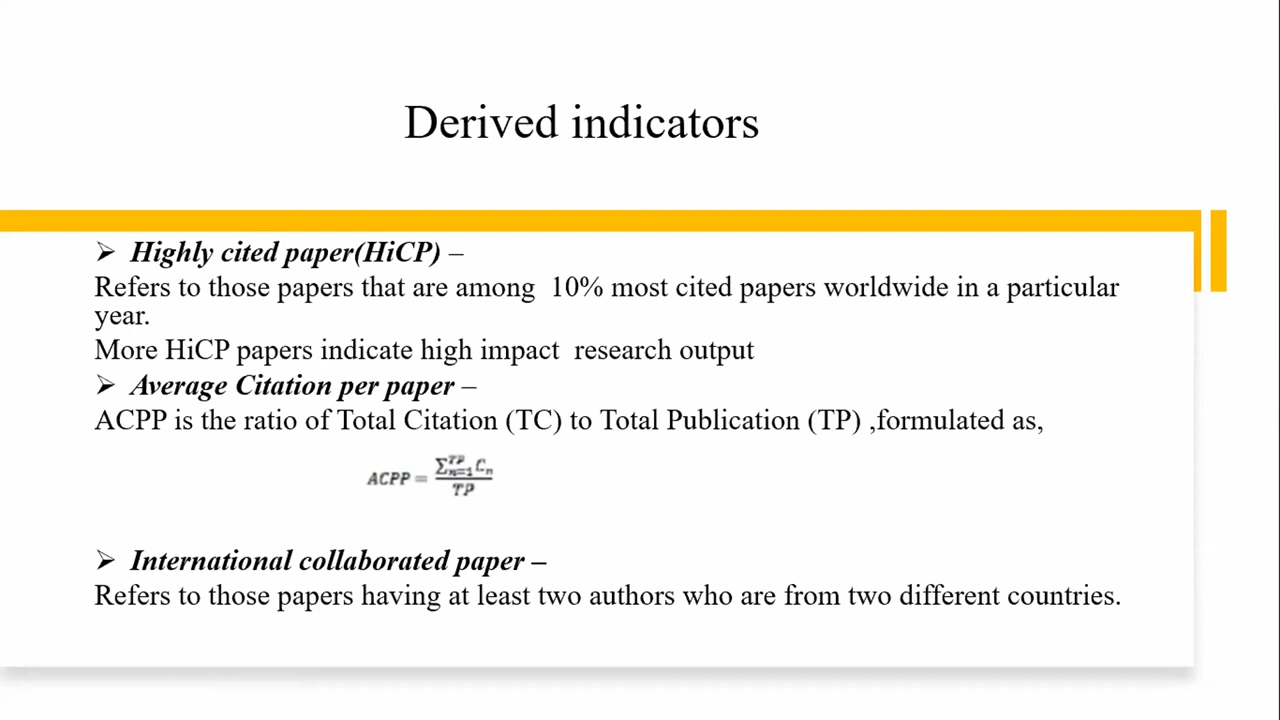 Derived indicators
➢ Highly cited paper(HiCP) –
Refers to those papers that are among 10% most cited papers worldwide in a particular
year.
More HiCP papers indicate high impact research output
➢ Average Citation per paper –
ACPP is the ratio of Total Citation (TC) to Total Publication (TP) ,formulated as,
ACPP = \frac{\sum_{n=1}^{TP} C_n}{TP}
➢ International collaborated paper –
Refers to those papers having at least two authors who are from two different countries.